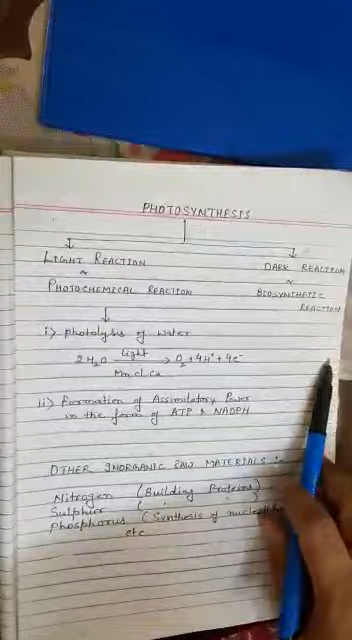 PHOTOSYNTHESIS
LIGHT REACTION
or
PHOTOCHEMICAL REACTION
DARK REACTION
or
BIOSYNTHETIC
REACTION
i) photolysis of water
2H2O Light → O2 + 4H+ + 4e-
Mn, cl, ca
ii) Formation of Assimilatory Power
in the form of ATP & NADPH
OTHER INORGANIC RAW MATERIALS :-
Nitrogen (Building Proteins)
Sulphur ( " " )
Phosphorus (Synthesis of
etc